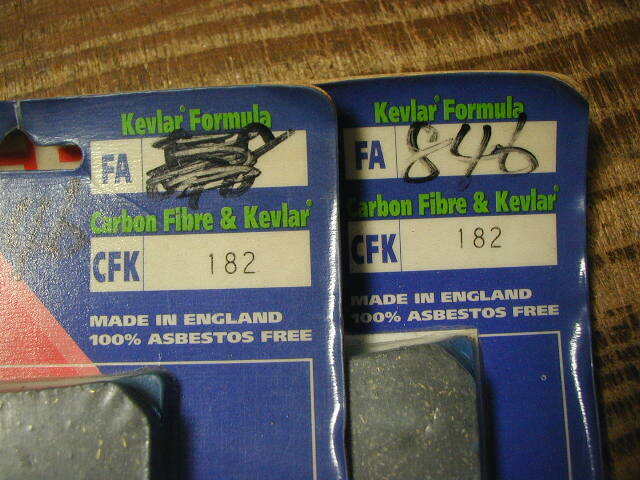 Kevlar® Formula
FA
Carbon Fibre & Kevlar®
CFK 182
MADE IN ENGLAND
100% ASBESTOS FREE
Kevlar® Formula
FA 846
Carbon Fibre & Kevlar®
CFK 182
MADE IN ENGLAND
100% ASBESTOS FREE